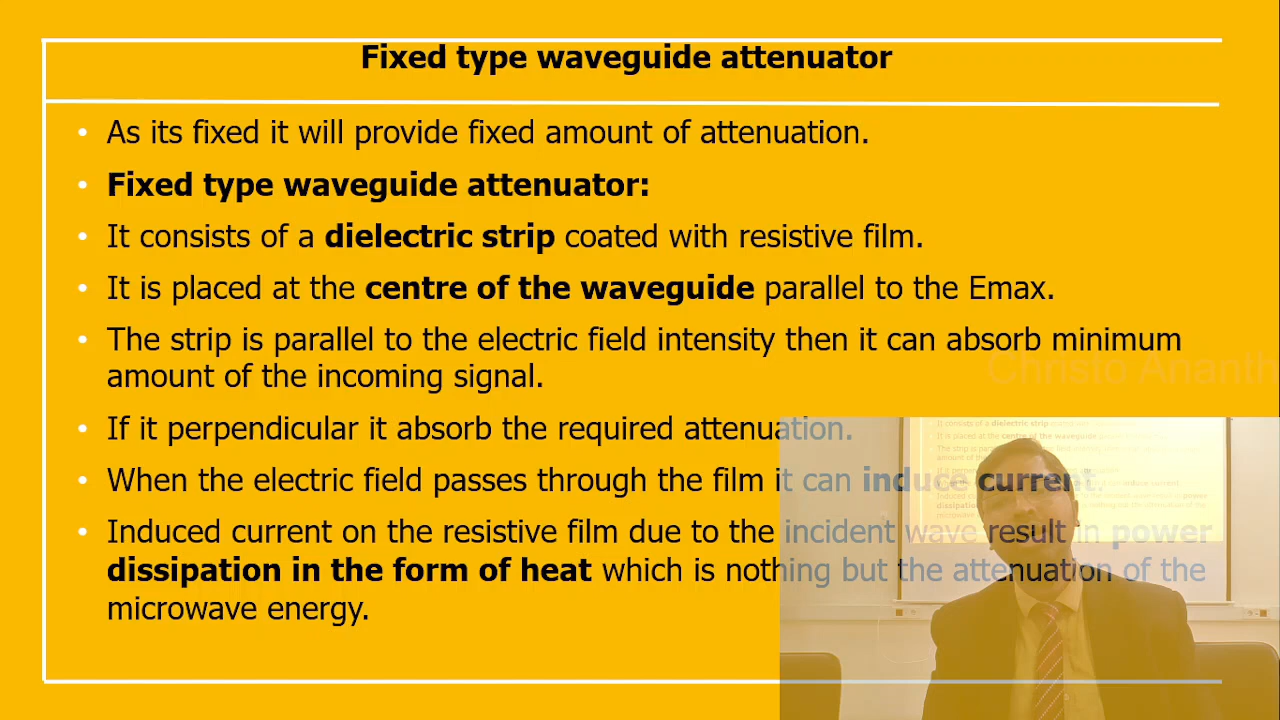 Fixed type waveguide attenuator
• As its fixed it will provide fixed amount of attenuation.
• Fixed type waveguide attenuator:
• It consists of a dielectric strip coated with resistive film.
• It is placed at the centre of the waveguide parallel to the Emax.
• The strip is parallel to the electric field intensity then it can absorb minimum
amount of the incoming signal.
Christo Ananth
• If it perpendicular it absorb the required attenuation.
• When the electric field passes through the film it can induce current.
• Induced current on the resistive film due to the incident wave result in power
dissipation in the form of heat which is nothing but the attenuation of the
microwave energy.